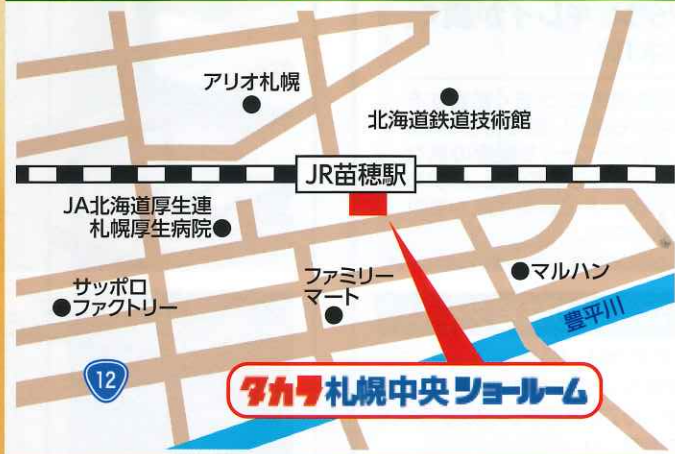 アリオ札幌
北海道鉄道技術館
JR苗穂駅
JA北海道厚生連
札幌厚生病院
サッポロ
ファクトリー
ファミリー
マート
マルハン
豊平川
12
タカラ札幌中央ショールーム